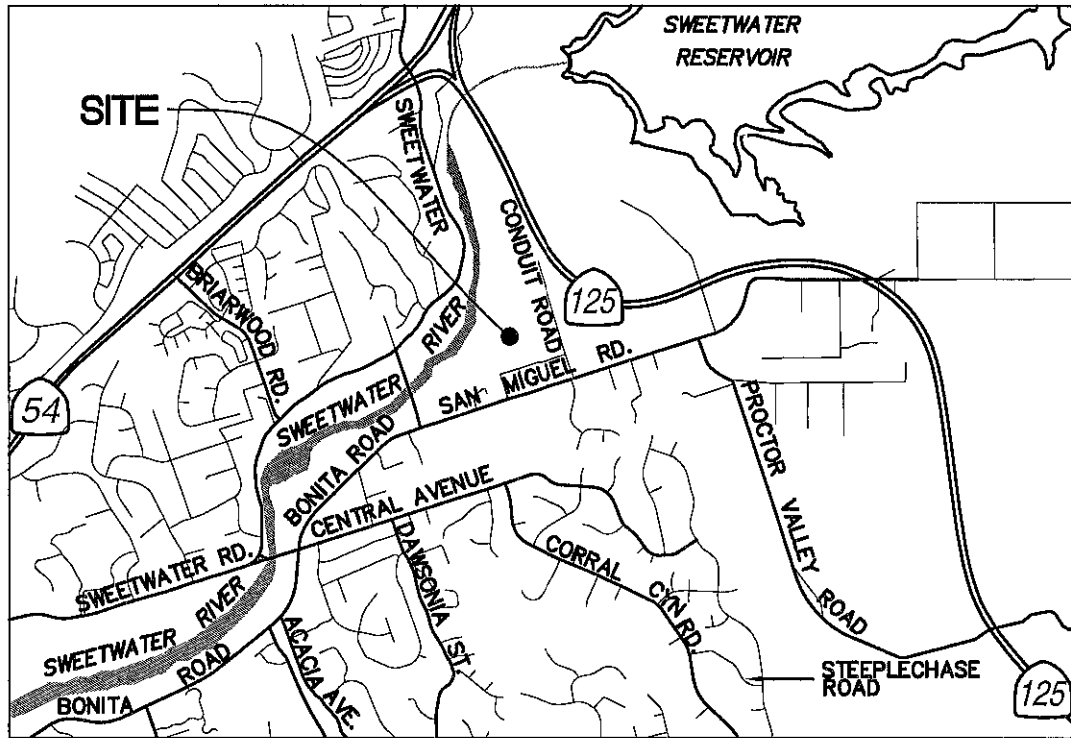 SWEETWATER
RESERVOIR
SITE
SWEETWATER
CONDUIT ROAD
125
BRIARWOOD RD.
RIVER
54
SWEETWATER
SAN MIGUEL RD.
BONITA ROAD
PROCTOR VALLEY ROAD
CENTRAL AVENUE
DAWSONIA ST.
CORRAL CYN RD.
SWEETWATER RD.
SWEETWATER RIVER
ACACIA AVE.
BONITA ROAD
STEEPLECHASE
ROAD
125